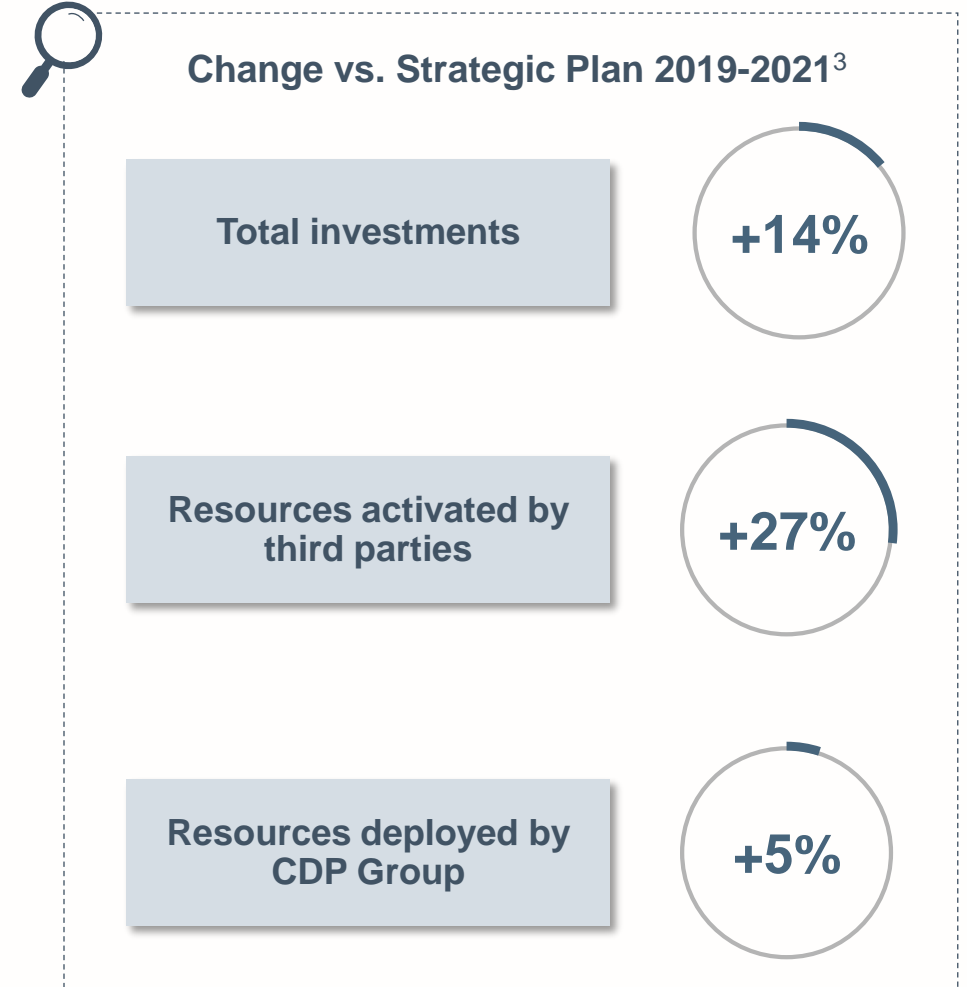 Change vs. Strategic Plan 2019-2021³
Total investments
+14%
Resources activated by
third parties
+27%
Resources deployed by
CDP Group
+5%